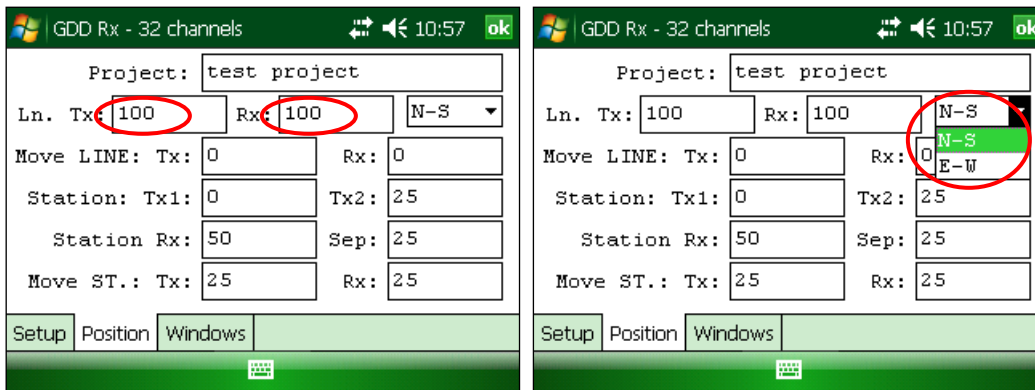 GDD Rx - 32 channels 10:57 ok
Project: test project
Ln. Tx: 100 Rx: 100 N-S
Move LINE: Tx: 0 Rx: 0
Station: Tx1: 0 Tx2: 25
Station Rx: 50 Sep: 25
Move ST.: Tx: 25 Rx: 25
Setup Position Windows
GDD Rx - 32 channels 10:57 ok
Project: test project
Ln. Tx: 100 Rx: 100 N-S
N-S
Move LINE: Tx: 0 Rx: 0
E-W
Station: Tx1: 0 Tx2: 25
Station Rx: 50 Sep: 25
Move ST.: Tx: 25 Rx: 25
Setup Position Windows